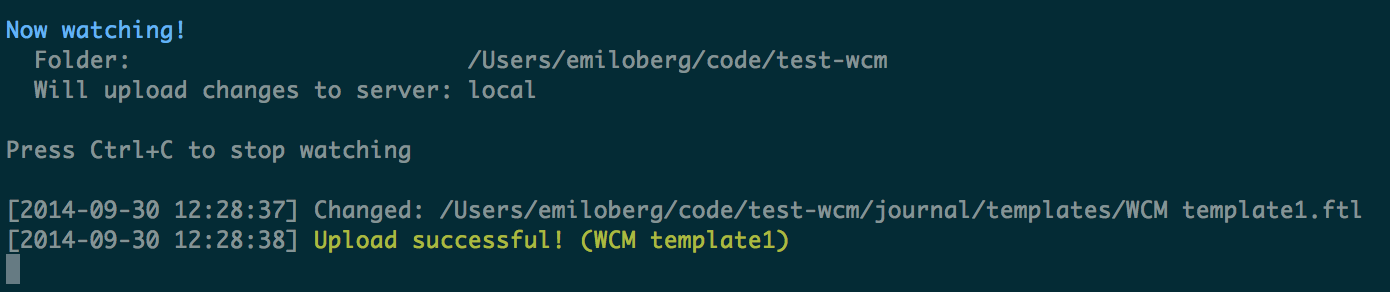 Now watching!
Folder: /Users/emiloberg/code/test-wcm
Will upload changes to server: local
Press Ctrl+C to stop watching
[2014-09-30 12:28:37] Changed: /Users/emiloberg/code/test-wcm/journal/templates/WCM template1.ftl
[2014-09-30 12:28:38] Upload successful! (WCM template1)